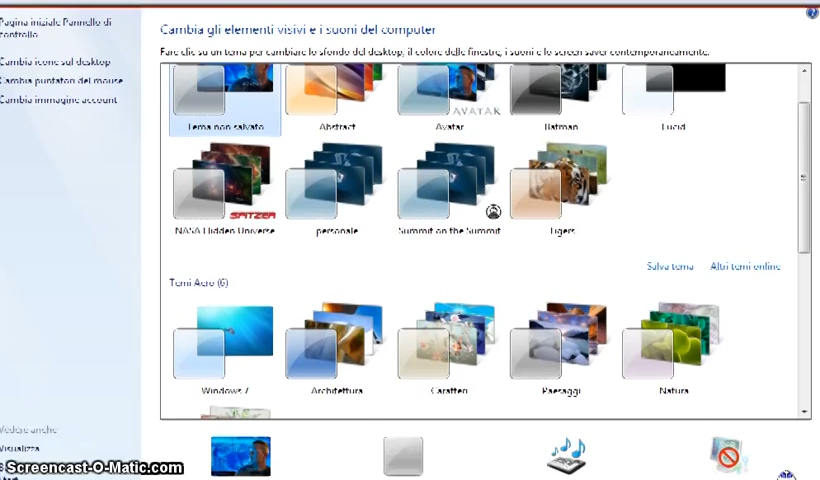 Pagina iniziale Pannello di
controllo
Cambia icone sul desktop
Cambia puntatori del mouse
Cambia immagine account
Cambia gli elementi visivi e i suoni del computer
Fare clic su un tema per cambiare lo sfondo del desktop, il colore delle finestre, i suoni e lo screen saver contemporaneamente.
AVATAR
Tema non salvato Abstract Avatar Batman Lucid
SPITZER
NASA Hidden Universe personale Summit on the Summit Tigers
Salva tema Altri temi online
Temi Aero (6)
Windows 7 Architettura Caratteri Paesaggi Natura
Vedere anche
Visualizza
Screencast-O-Matic.com